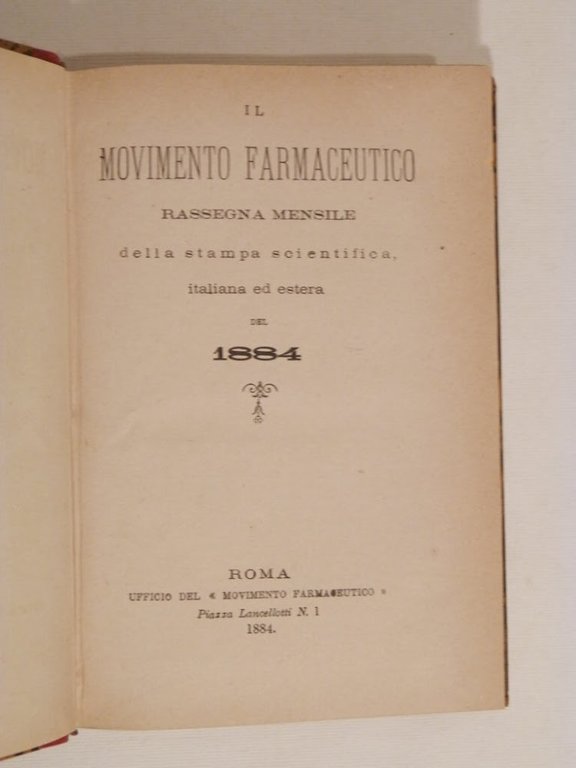 IL
MOVIMENTO FARMACEUTICO
RASSEGNA MENSILE
della stampa scientifica,
italiana ed estera
DEL
1884
ROMA
UFFICIO DEL « MOVIMENTO FARMACEUTICO »
Piazza Lancellotti N. 1
1884.